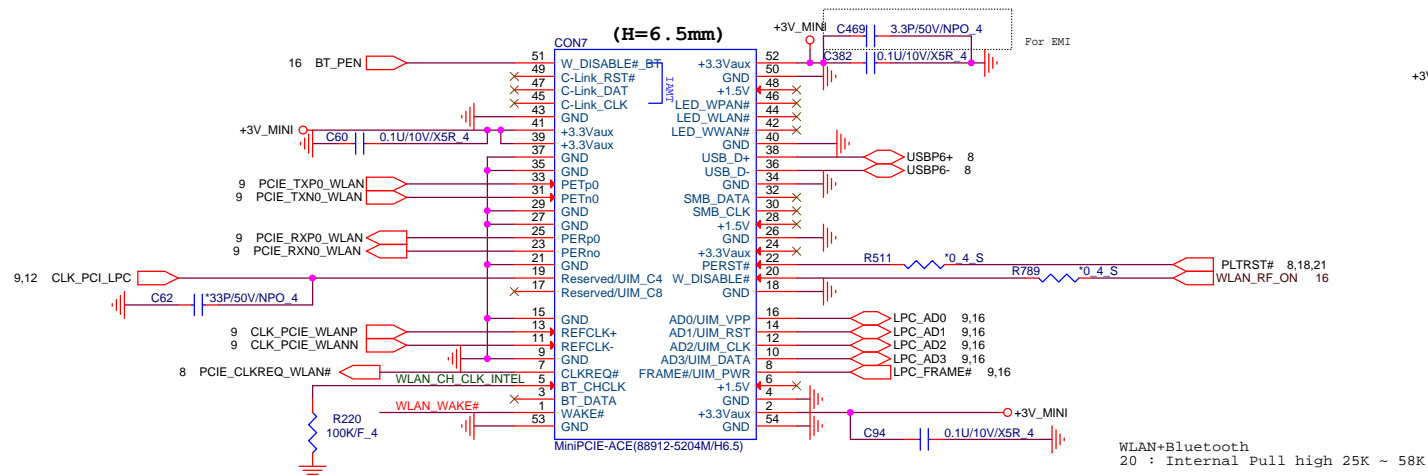 (H=6.5mm)
CON7
+3V_MINI
C469 3.3P/50V/NPO_4
For EMI
C382 0.1U/10V/X5R_4
+3V
16 BT_PEN 51 W_DISABLE#_BT +3.3Vaux 52
49 C-Link_RST# GND 50
47 C-Link_DAT +1.5V 48
45 C-Link_CLK LED_WPAN# 46
IAMT
43 GND LED_WLAN# 44
+3V_MINI 41 +3.3Vaux LED_WWAN# 42
C60 0.1U/10V/X5R_4 39 +3.3Vaux GND 40
37 GND USB_D+ 38 USBP6+ 8
35 GND USB_D- 36 USBP6- 8
9 PCIE_TXP0_WLAN 33 PETp0 GND 34
9 PCIE_TXN0_WLAN 31 PETn0 SMB_DATA 32
29 GND SMB_CLK 30
27 GND +1.5V 28
9 PCIE_RXP0_WLAN 25 PERp0 GND 26
9 PCIE_RXN0_WLAN 23 PERno +3.3Vaux 24
21 GND PERST# 22 R511 *0_4_S PLTRST# 8,18,21
9,12 CLK_PCI_LPC 19 Reserved/UIM_C4 W_DISABLE# 20 R789 *0_4_S WLAN_RF_ON 16
C62 *33P/50V/NPO_4 17 Reserved/UIM_C8 GND 18
15 GND AD0/UIM_VPP 16 LPC_AD0 9,16
9 CLK_PCIE_WLANP 13 REFCLK+ AD1/UIM_RST 14 LPC_AD1 9,16
9 CLK_PCIE_WLANN 11 REFCLK- AD2/UIM_CLK 12 LPC_AD2 9,16
9 GND AD3/UIM_DATA 10 LPC_AD3 9,16
8 PCIE_CLKREQ_WLAN# 7 CLKREQ# FRAME#/UIM_PWR 8 LPC_FRAME# 9,16
WLAN_CH_CLK_INTEL 5 BT_CHCLK +1.5V 6
3 BT_DATA GND 4
WLAN_WAKE# 1 WAKE# +3.3Vaux 2 +3V_MINI
R220 53 GND GND 54
100K/F_4
C94 0.1U/10V/X5R_4
MiniPCIE-ACE(88912-5204M/H6.5)
WLAN+Bluetooth
20 : Internal Pull high 25K ~ 58K